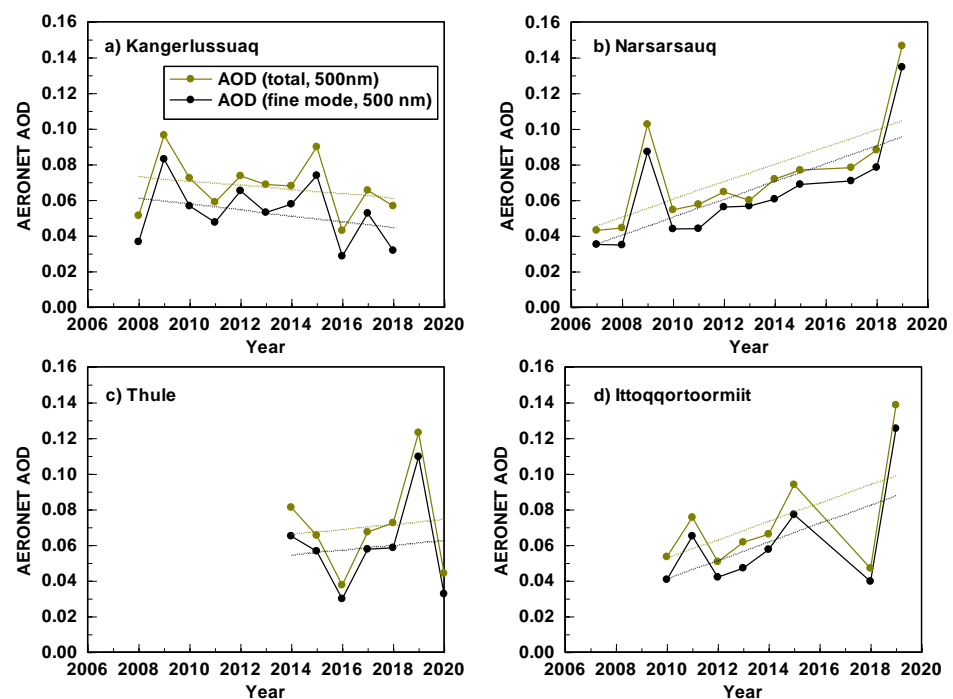 a) Kangerlussuaq
AOD (total, 500nm)
AOD (fine mode, 500 nm)
AERONET AOD
0.16
0.14
0.12
0.10
0.08
0.06
0.04
0.02
0.00
2006 2008 2010 2012 2014 2016 2018 2020
Year
b) Narsarsauq
AERONET AOD
0.16
0.14
0.12
0.10
0.08
0.06
0.04
0.02
0.00
2006 2008 2010 2012 2014 2016 2018 2020
Year
c) Thule
AERONET AOD
0.16
0.14
0.12
0.10
0.08
0.06
0.04
0.02
0.00
2006 2008 2010 2012 2014 2016 2018 2020
Year
d) Ittoqqortoormiit
AERONET AOD
0.16
0.14
0.12
0.10
0.08
0.06
0.04
0.02
0.00
2006 2008 2010 2012 2014 2016 2018 2020
Year